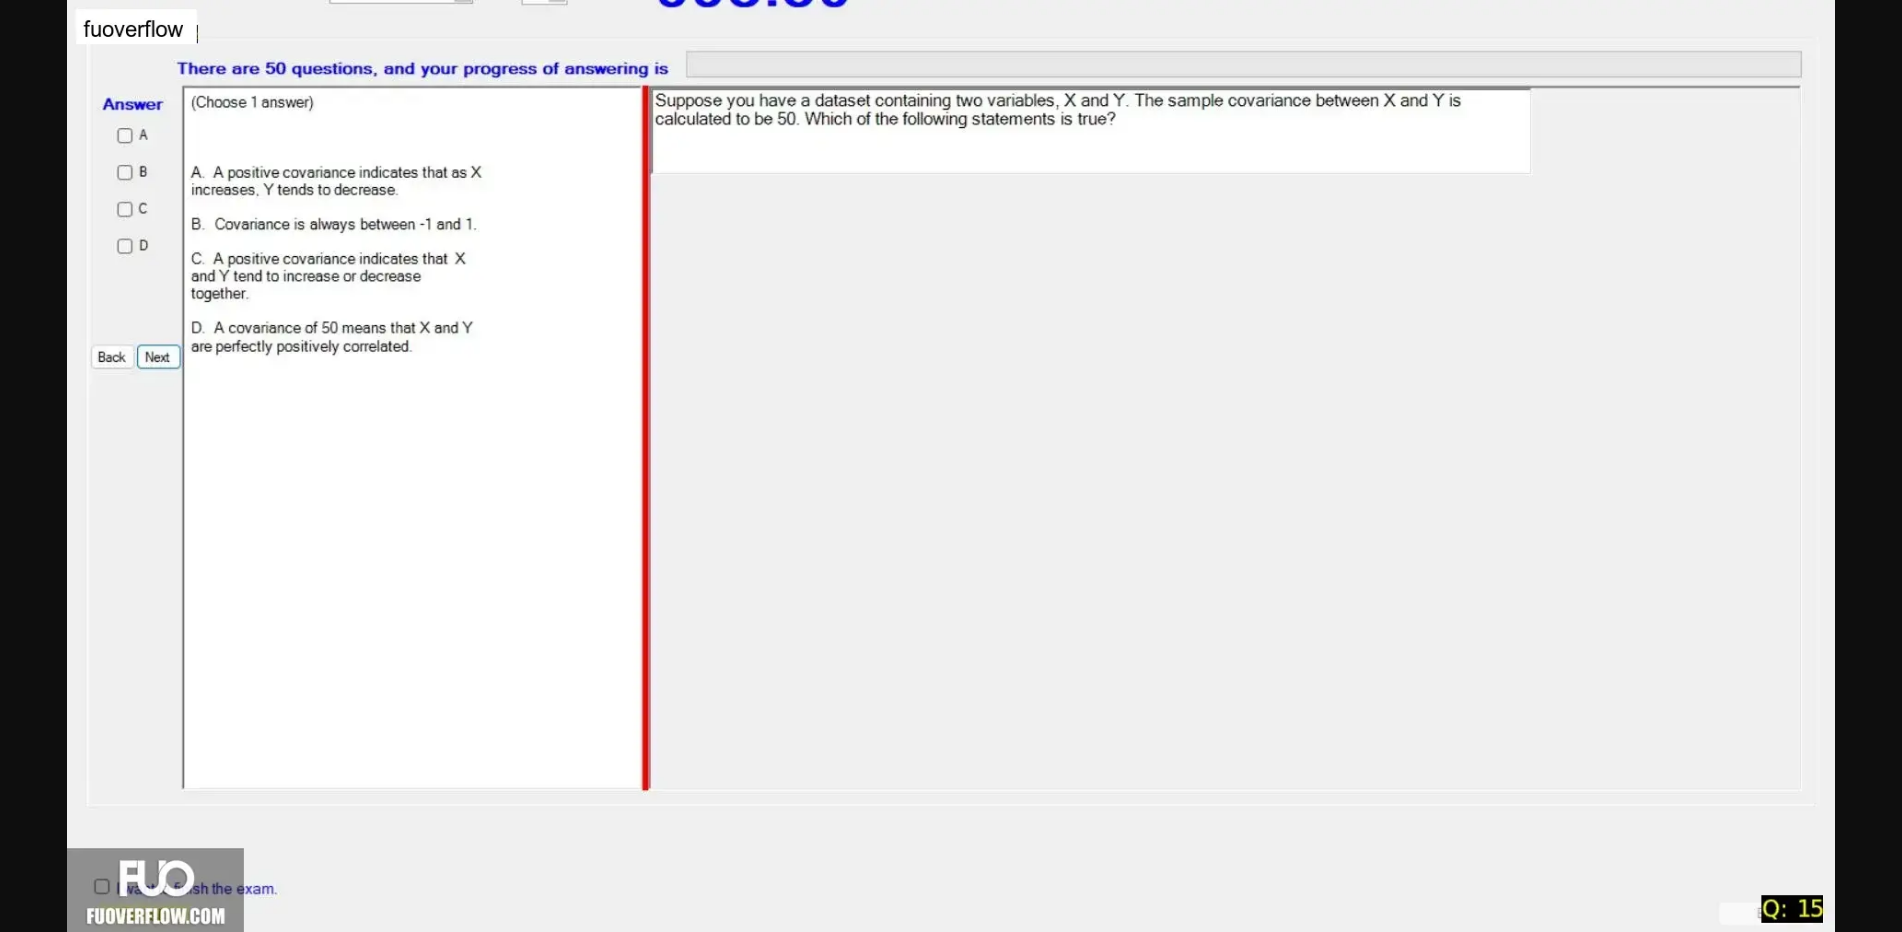 fuoverflow
There are 50 questions, and your progress of answering is
Answer
A
B
C
D
Back
Next
(Choose 1 answer)
A. A positive covariance indicates that as X
increases, Y tends to decrease.
B. Covariance is always between -1 and 1.
C. A positive covariance indicates that X
and Y tend to increase or decrease
together.
D. A covariance of 50 means that X and Y
are perfectly positively correlated.
Suppose you have a dataset containing two variables, X and Y. The sample covariance between X and Y is
calculated to be 50. Which of the following statements is true?
the exam.
FUO
FUOVERFLOW.COM
Q: 15